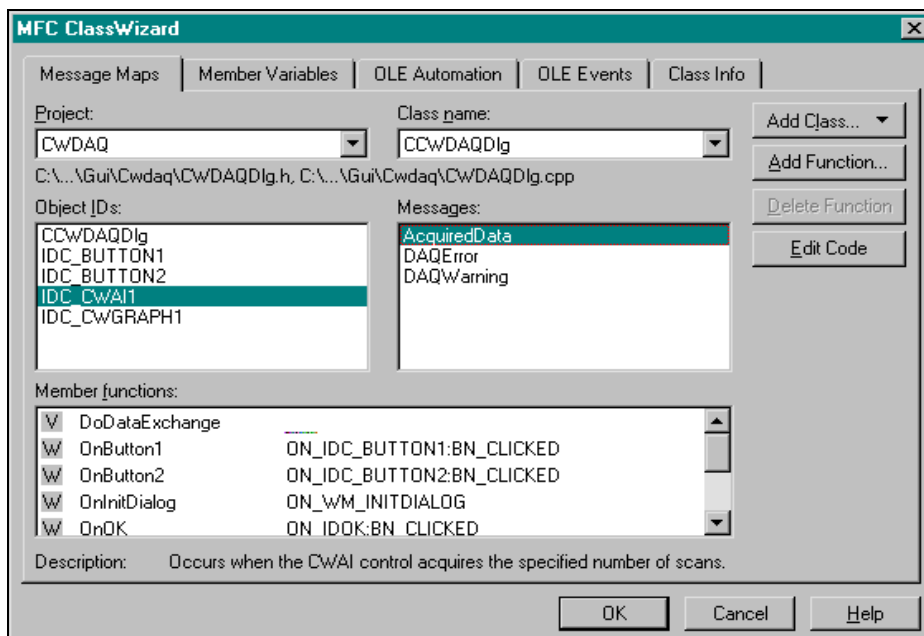 MFC ClassWizard
Message Maps Member Variables OLE Automation OLE Events Class Info
Project: Class name:
CWDAQ CCWDAQDlg
Add Class...
C:\...\Gui\Cwdaq\CWDAQDlg.h, C:\...\Gui\Cwdaq\CWDAQDlg.cpp
Add Function...
Object IDs: Messages:
Delete Function
CCWDAQDlg AcquiredData
IDC_BUTTON1 DAQError
IDC_BUTTON2 DAQWarning
Edit Code
IDC_CWAI1
IDC_CWGRAPH1
Member functions:
V DoDataExchange
W OnButton1 ON_IDC_BUTTON1:BN_CLICKED
W OnButton2 ON_IDC_BUTTON2:BN_CLICKED
W OnInitDialog ON_WM_INITDIALOG
W OnOK ON_IDOK:BN_CLICKED
Description: Occurs when the CWAI control acquires the specified number of scans.
OK Cancel Help